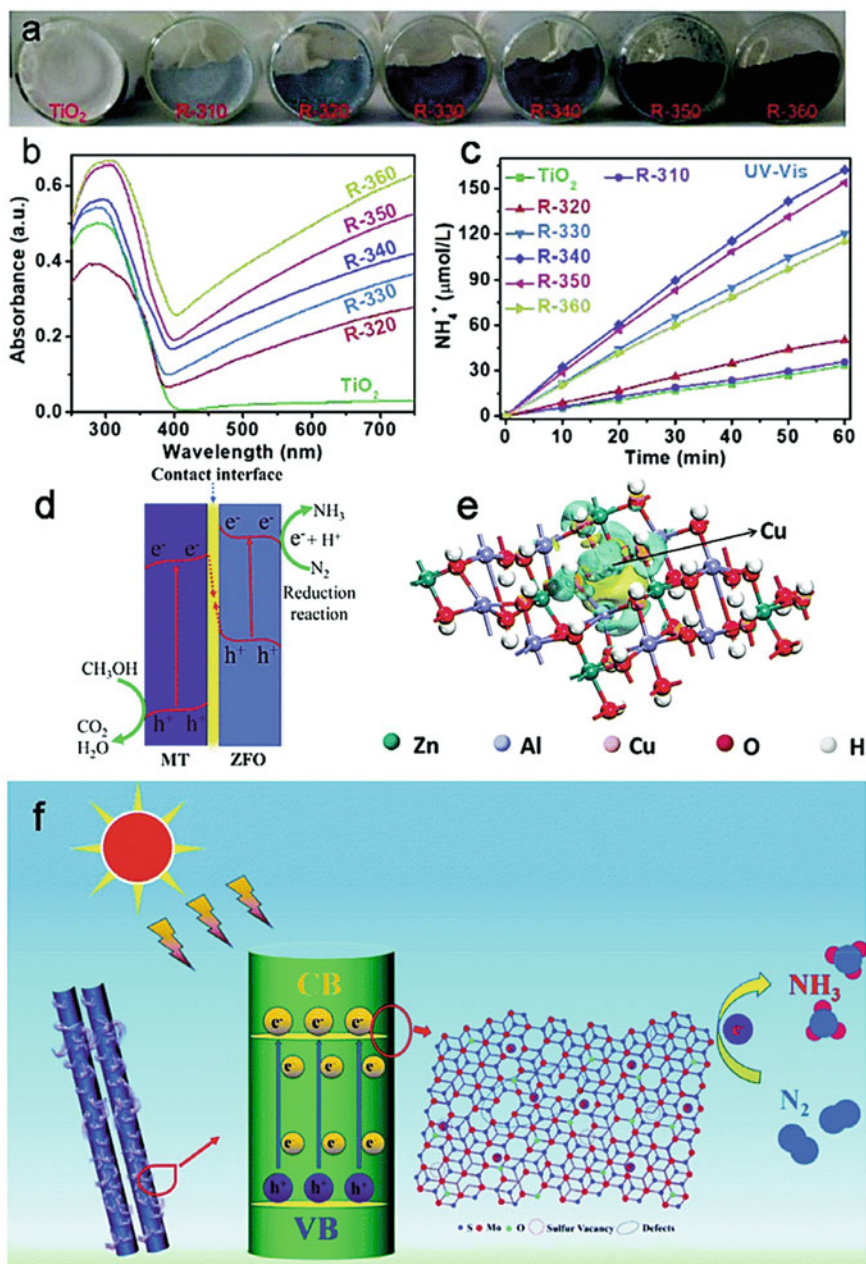 a
TiO2 R-310 R-320 R-330 R-340 R-350 R-360
b
Absorbance (a.u.)
0.6
0.4
0.2
0.0
R-360
R-350
R-340
R-330
R-320
TiO2
300 400 500 600 700
Wavelength (nm)
c
NH4+ (μmol/L)
150
120
90
60
30
0
TiO2 R-310 UV-Vis
R-320
R-330
R-340
R-350
R-360
0 10 20 30 40 50 60
Time (min)
d
Contact interface
e- e-
e- e-
NH3
e- + H+
N2
Reduction
reaction
h+ h+
CH3OH
h+ h+
CO2
H2O
MT ZFO
e
Cu
Zn Al Cu O H
f
CB
e- e- e-
e e e
e e e
h+ h+ h+
VB
NH3
e-
N2
S Mo O Sulfur Vacancy Defects